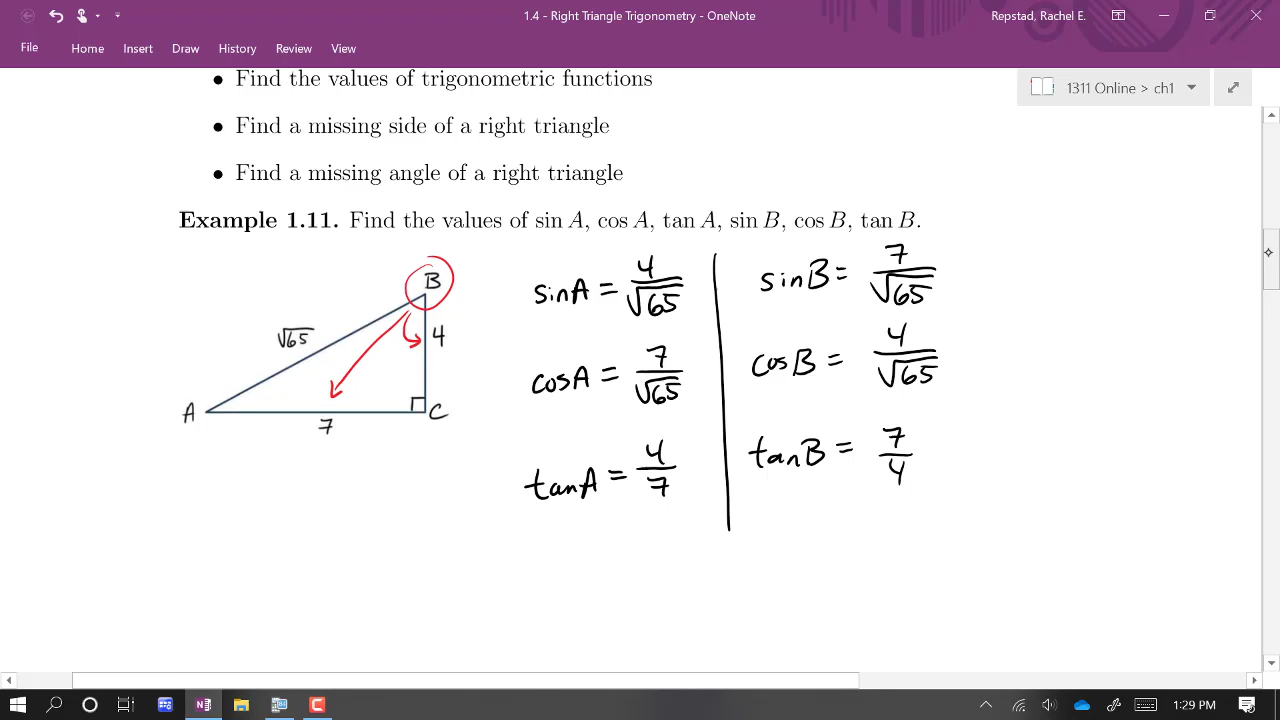 1.4 - Right Triangle Trigonometry - OneNote
Repstad, Rachel E.
File Home Insert Draw History Review View
1311 Online > ch1
• Find the values of trigonometric functions
• Find a missing side of a right triangle
• Find a missing angle of a right triangle
Example 1.11. Find the values of sin A, cos A, tan A, sin B, cos B, tan B.
B
√65
4
A
C
7
sinA = 4/√65
cosA = 7/√65
tanA = 4/7
sinB = 7/√65
cosB = 4/√65
tanB = 7/4
1:29 PM